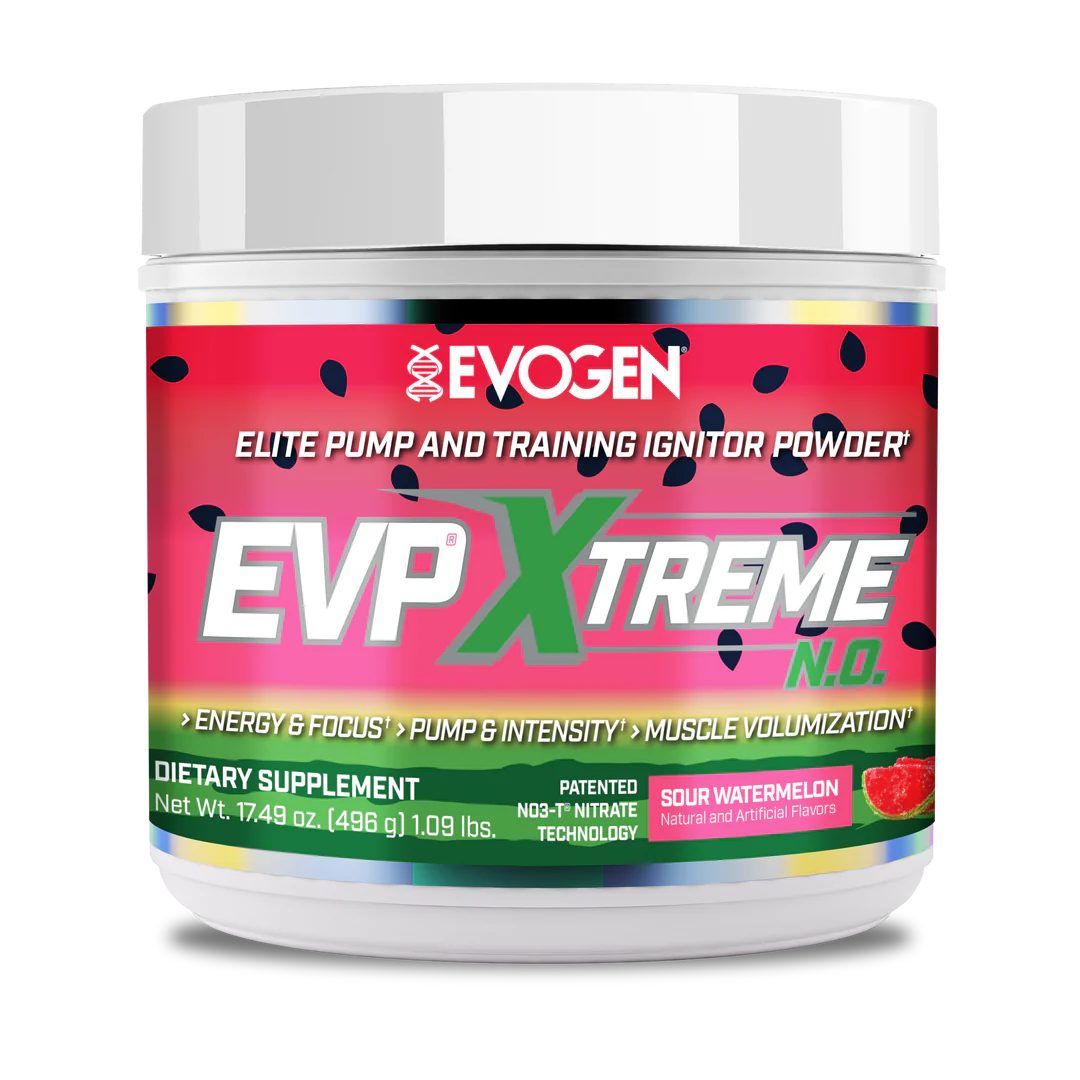 EVOGEN®
ELITE PUMP AND TRAINING IGNITOR POWDER†
EVP® XTREME
N.O.
> ENERGY & FOCUS† > PUMP & INTENSITY† > MUSCLE VOLUMIZATION†
DIETARY SUPPLEMENT
Net Wt. 17.49 oz. (496 g) 1.09 lbs.
PATENTED
NO3-T® NITRATE
TECHNOLOGY
SOUR WATERMELON
Natural and Artificial Flavors